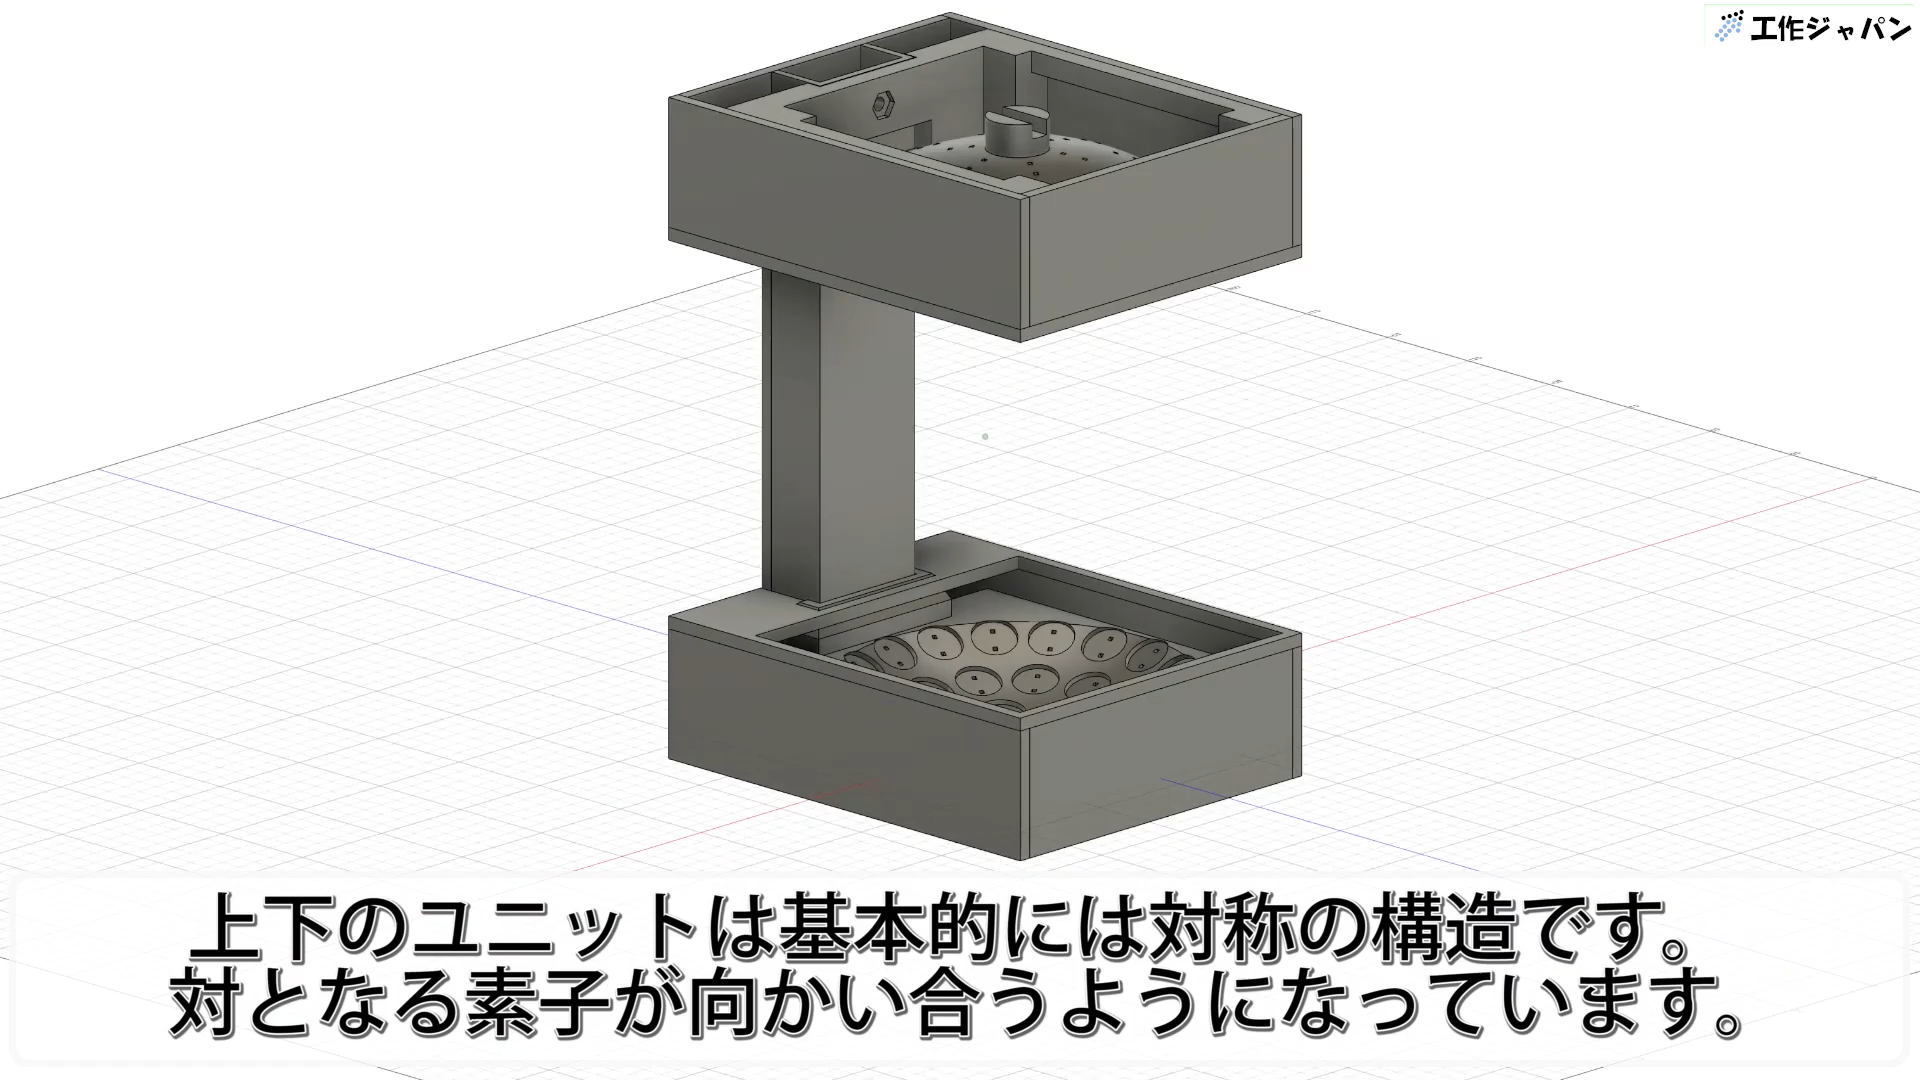 工作ジャパン
上下のユニットは基本的には対称の構造です。
対となる素子が向かい合うようになっています。